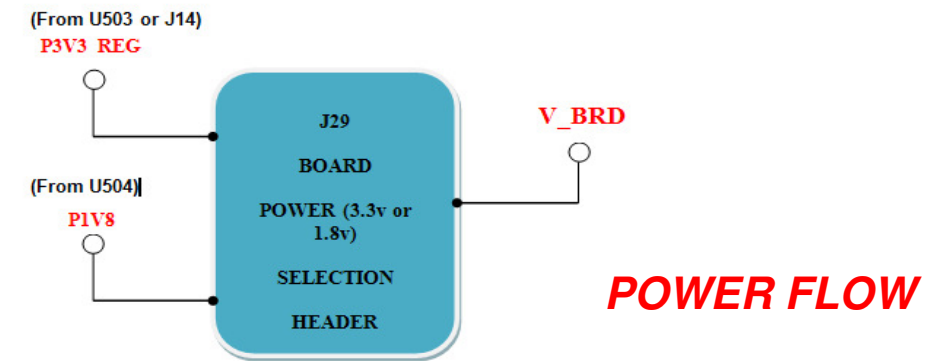 (From U503 or J14)
P3V3 REG
(From U504)
P1V8
J29
BOARD
POWER (3.3v or
1.8v)
SELECTION
HEADER
V_BRD
POWER FLOW